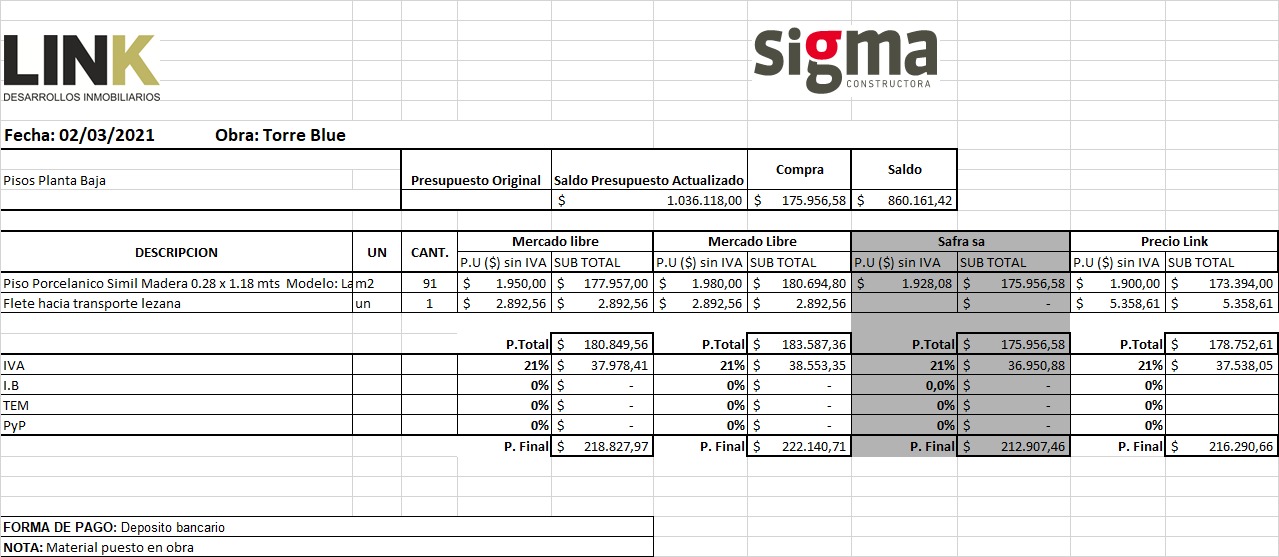 LINK
DESARROLLOS INMOBILIARIOS
sigma
CONSTRUCTORA
Fecha: 02/03/2021 Obra: Torre Blue
Pisos Planta Baja Presupuesto Original Saldo Presupuesto Actualizado Compra Saldo
$ 1.036.118,00 $ 175.956,58 $ 860.161,42
DESCRIPCION UN CANT. Mercado libre Mercado Libre Safra sa Precio Link
P.U ($) sin IVA SUB TOTAL P.U ($) sin IVA SUB TOTAL P.U ($) sin IVA SUB TOTAL P.U ($) sin IVA SUB TOTAL
Piso Porcelanico Simil Madera 0.28 x 1.18 mts Modelo: La m2 91 $ 1.950,00 $ 177.957,00 $ 1.980,00 $ 180.694,80 $ 1.928,08 $ 175.956,58 $ 1.900,00 $ 173.394,00
Flete hacia transporte lezana un 1 $ 2.892,56 $ 2.892,56 $ 2.892,56 $ 2.892,56 $ - $ 5.358,61 $ 5.358,61
P.Total $ 180.849,56 P.Total $ 183.587,36 P.Total $ 175.956,58 P.Total $ 178.752,61
IVA 21% $ 37.978,41 21% $ 38.553,35 21% $ 36.950,88 21% $ 37.538,05
I.B 0% $ - 0% $ - 0,0% $ - 0%
TEM 0% $ - 0% $ - 0% $ - 0%
PyP 0% $ - 0% $ - 0% $ - 0%
P. Final $ 218.827,97 P. Final $ 222.140,71 P. Final $ 212.907,46 P. Final $ 216.290,66
FORMA DE PAGO: Deposito bancario
NOTA: Material puesto en obra